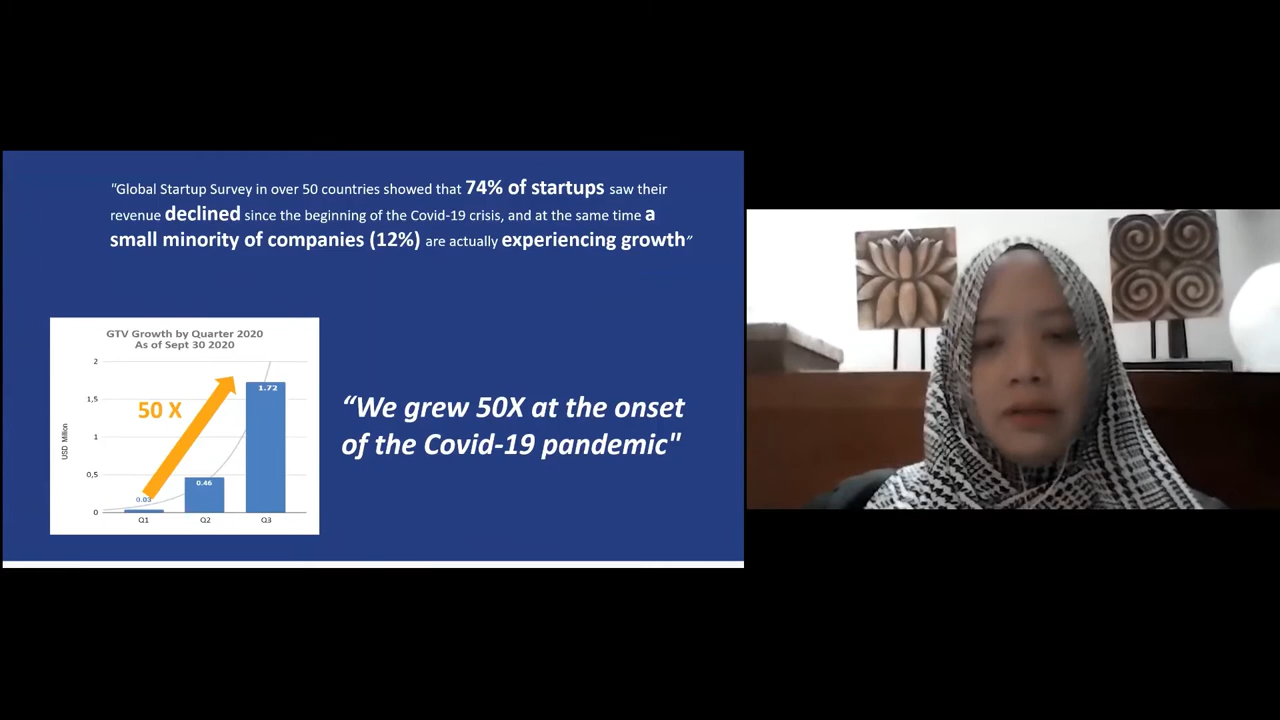 "Global Startup Survey in over 50 countries showed that 74% of startups saw their
revenue declined since the beginning of the Covid-19 crisis, and at the same time a
small minority of companies (12%) are actually experiencing growth"
GTV Growth by Quarter 2020
As of Sept 30 2020
2
1,5
1
0,5
0
USD Million
50 X
0.03
0.46
1.72
Q1
Q2
Q3
“We grew 50X at the onset
of the Covid-19 pandemic"